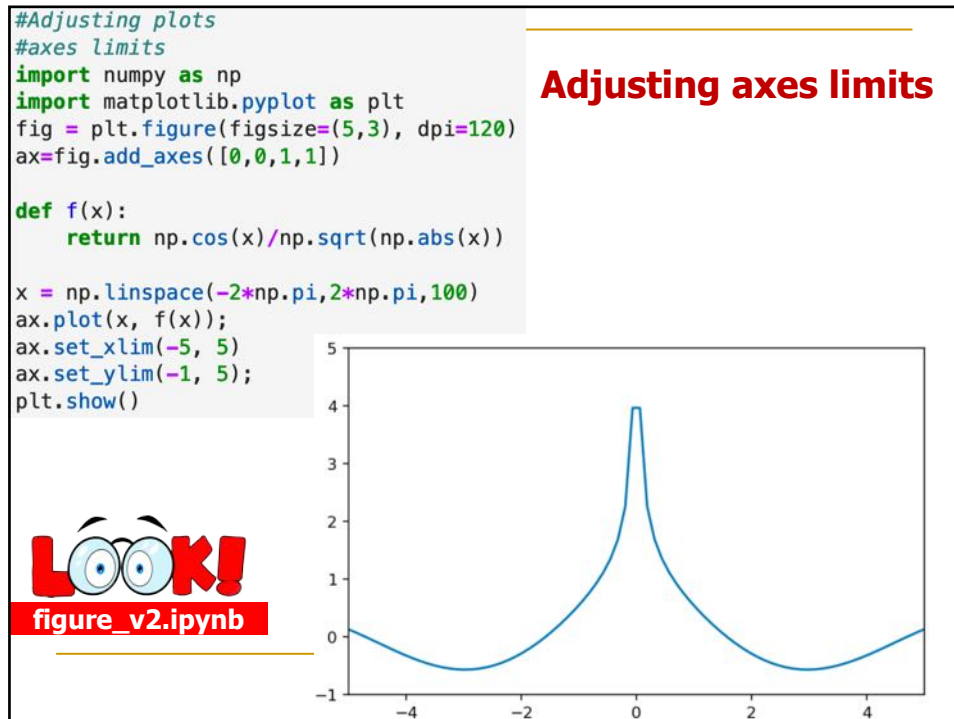 #Adjusting plots
#axes limits
import numpy as np
import matplotlib.pyplot as plt
fig = plt.figure(figsize=(5,3), dpi=120)
ax=fig.add_axes([0,0,1,1])
def f(x):
    return np.cos(x)/np.sqrt(np.abs(x))
x = np.linspace(-2*np.pi,2*np.pi,100)
ax.plot(x, f(x));
ax.set_xlim(-5, 5)
ax.set_ylim(-1, 5);
plt.show()
Adjusting axes limits
LOOK!
figure_v2.ipynb
5
4
3
2
1
0
−1
−4 −2 0 2 4